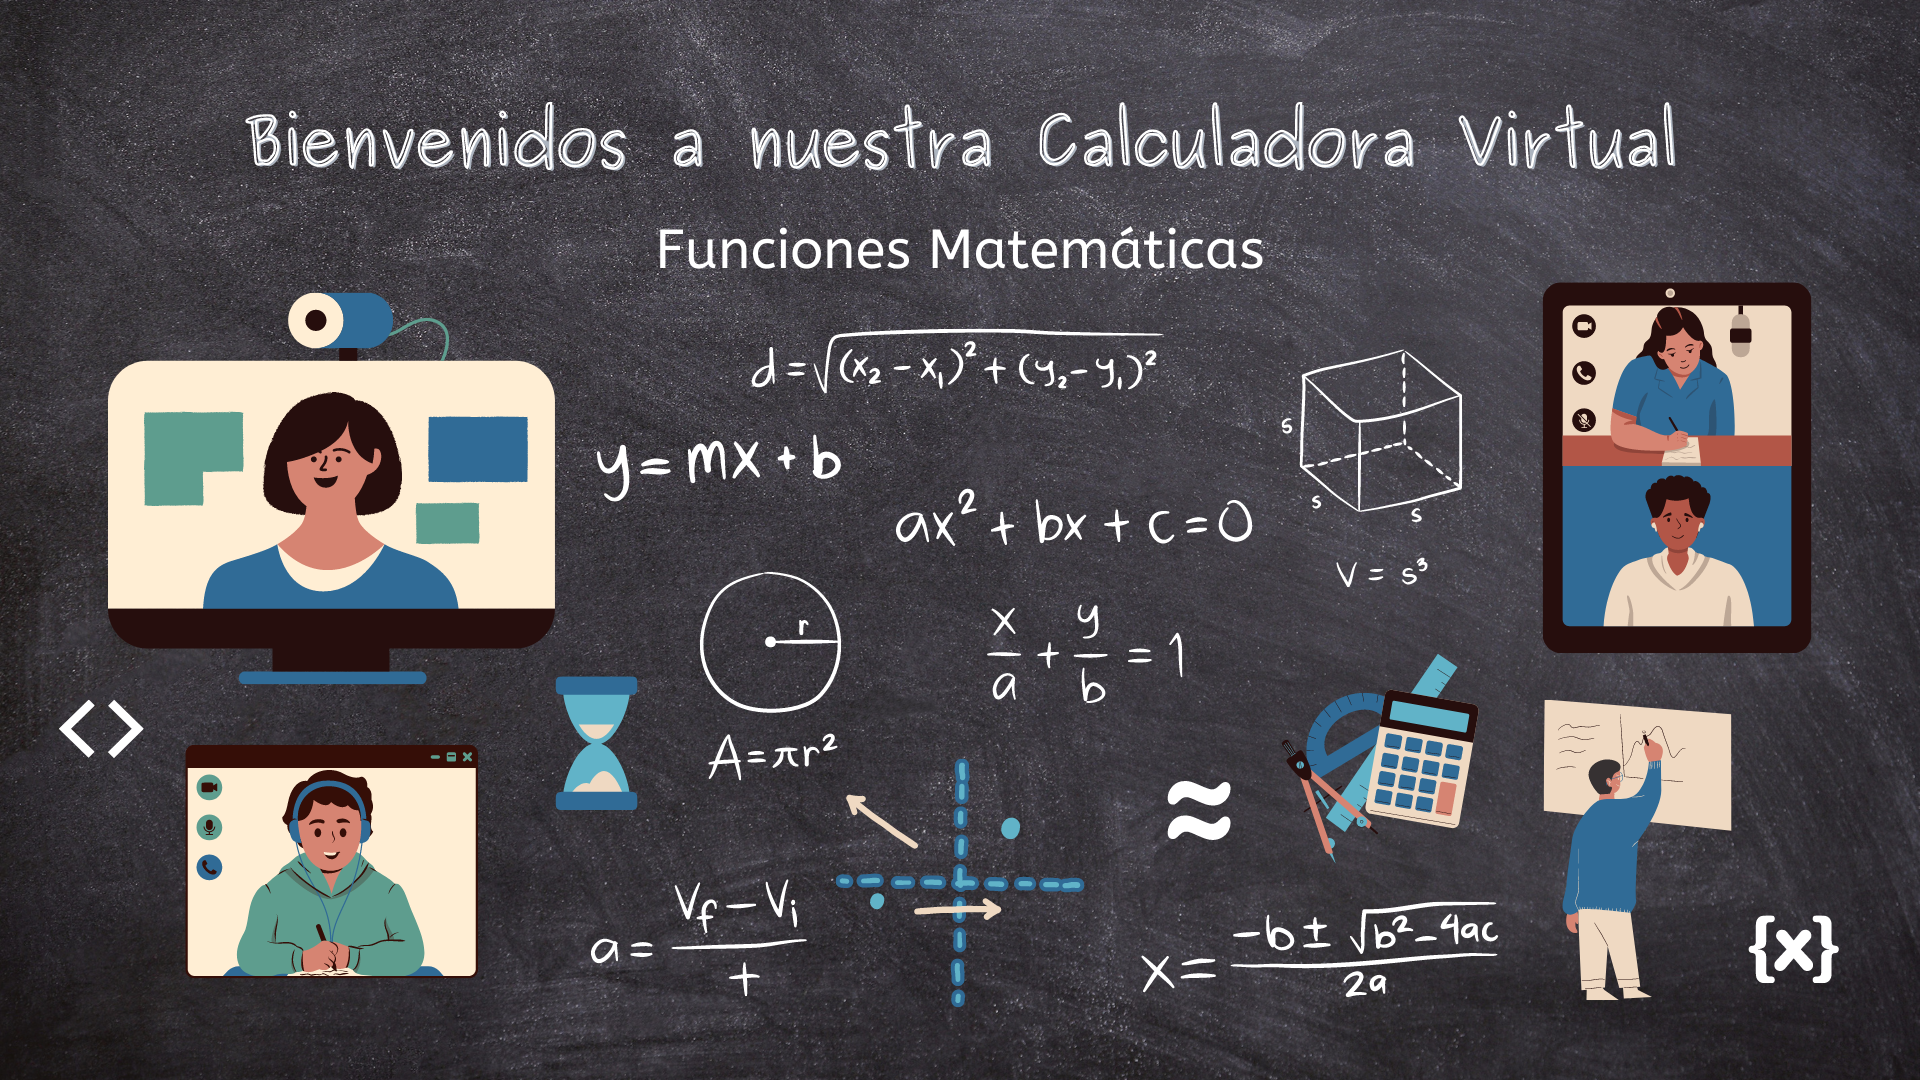 Bienvenidos a nuestra Calculadora Virtual
Funciones Matemáticas
d = √(x₂ - x₁)² + (y₂ - y₁)²
y = mx + b
s
s
s
ax² + bx + c = 0
V = s³
r
x/a + y/b = 1
A = πr²
< >
≈
a = Vf - Vi / t
x = -b ± √b² - 4ac / 2a
{x}